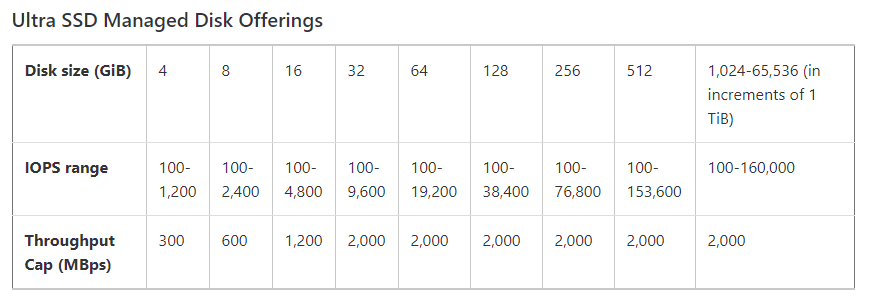 Ultra SSD Managed Disk Offerings
Disk size (GiB) 4 8 16 32 64 128 256 512 1,024-65,536 (in
increments of 1
TiB)
IOPS range 100- 100- 100- 100- 100- 100- 100- 100- 100-160,000
1,200 2,400 4,800 9,600 19,200 38,400 76,800 153,600
Throughput 300 600 1,200 2,000 2,000 2,000 2,000 2,000 2,000
Cap (MBps)